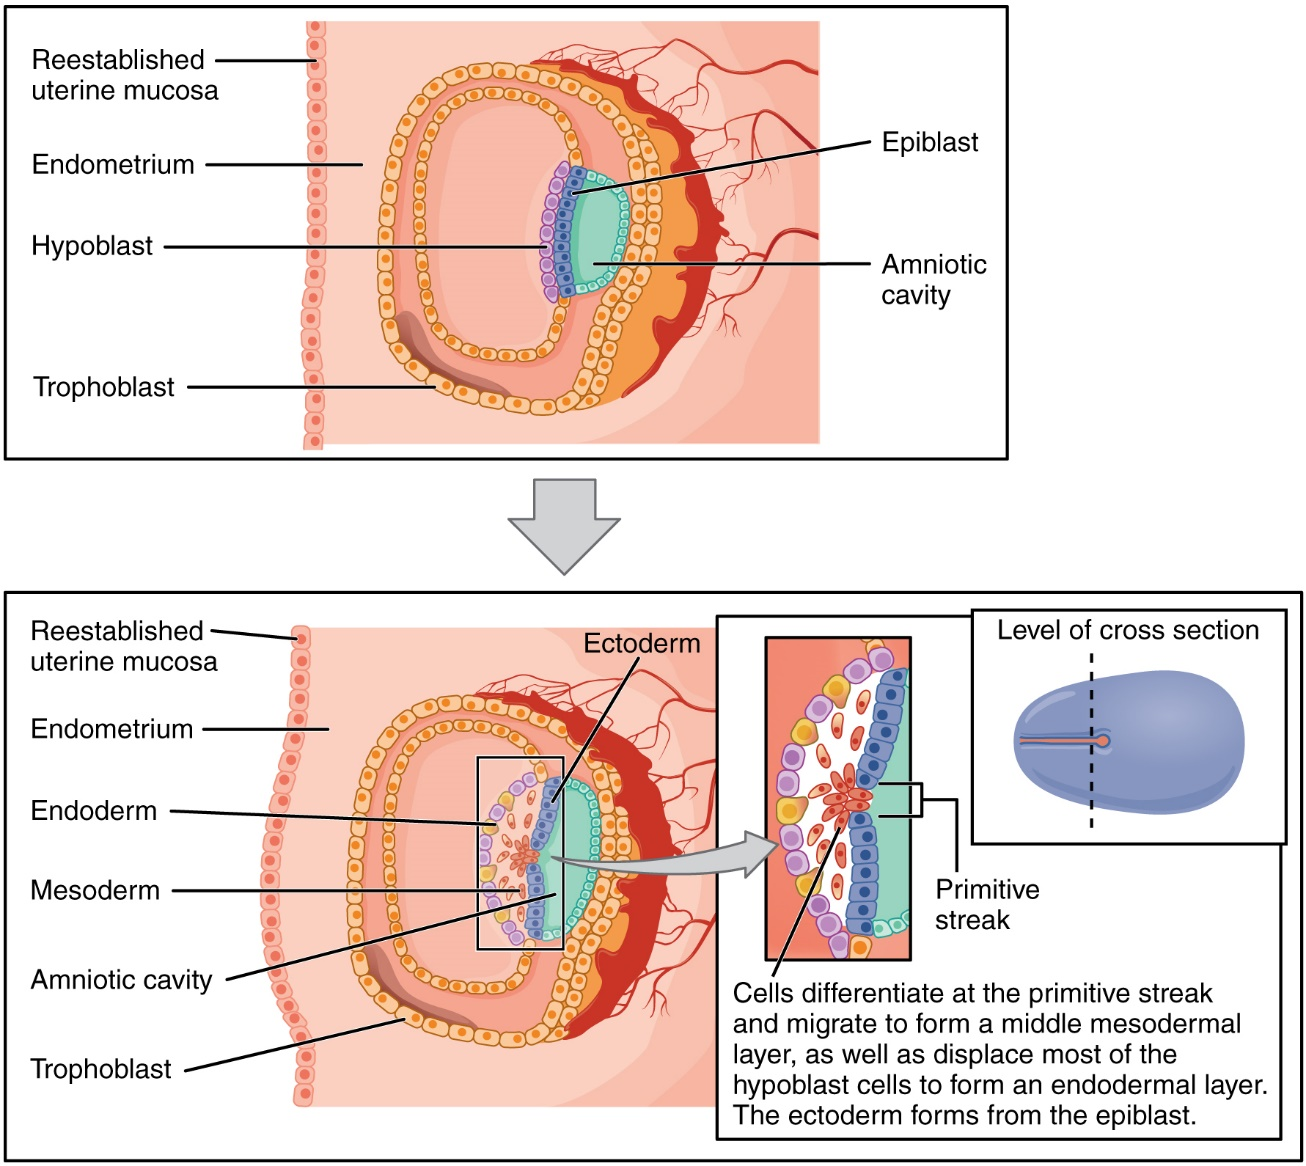 Reestablished
uterine mucosa
Endometrium
Hypoblast
Trophoblast
Epiblast
Amniotic
cavity
Reestablished
uterine mucosa
Endometrium
Endoderm
Mesoderm
Amniotic cavity
Trophoblast
Ectoderm
Level of cross section
Primitive
streak
Cells differentiate at the primitive streak
and migrate to form a middle mesodermal
layer, as well as displace most of the
hypoblast cells to form an endodermal layer.
The ectoderm forms from the epiblast.